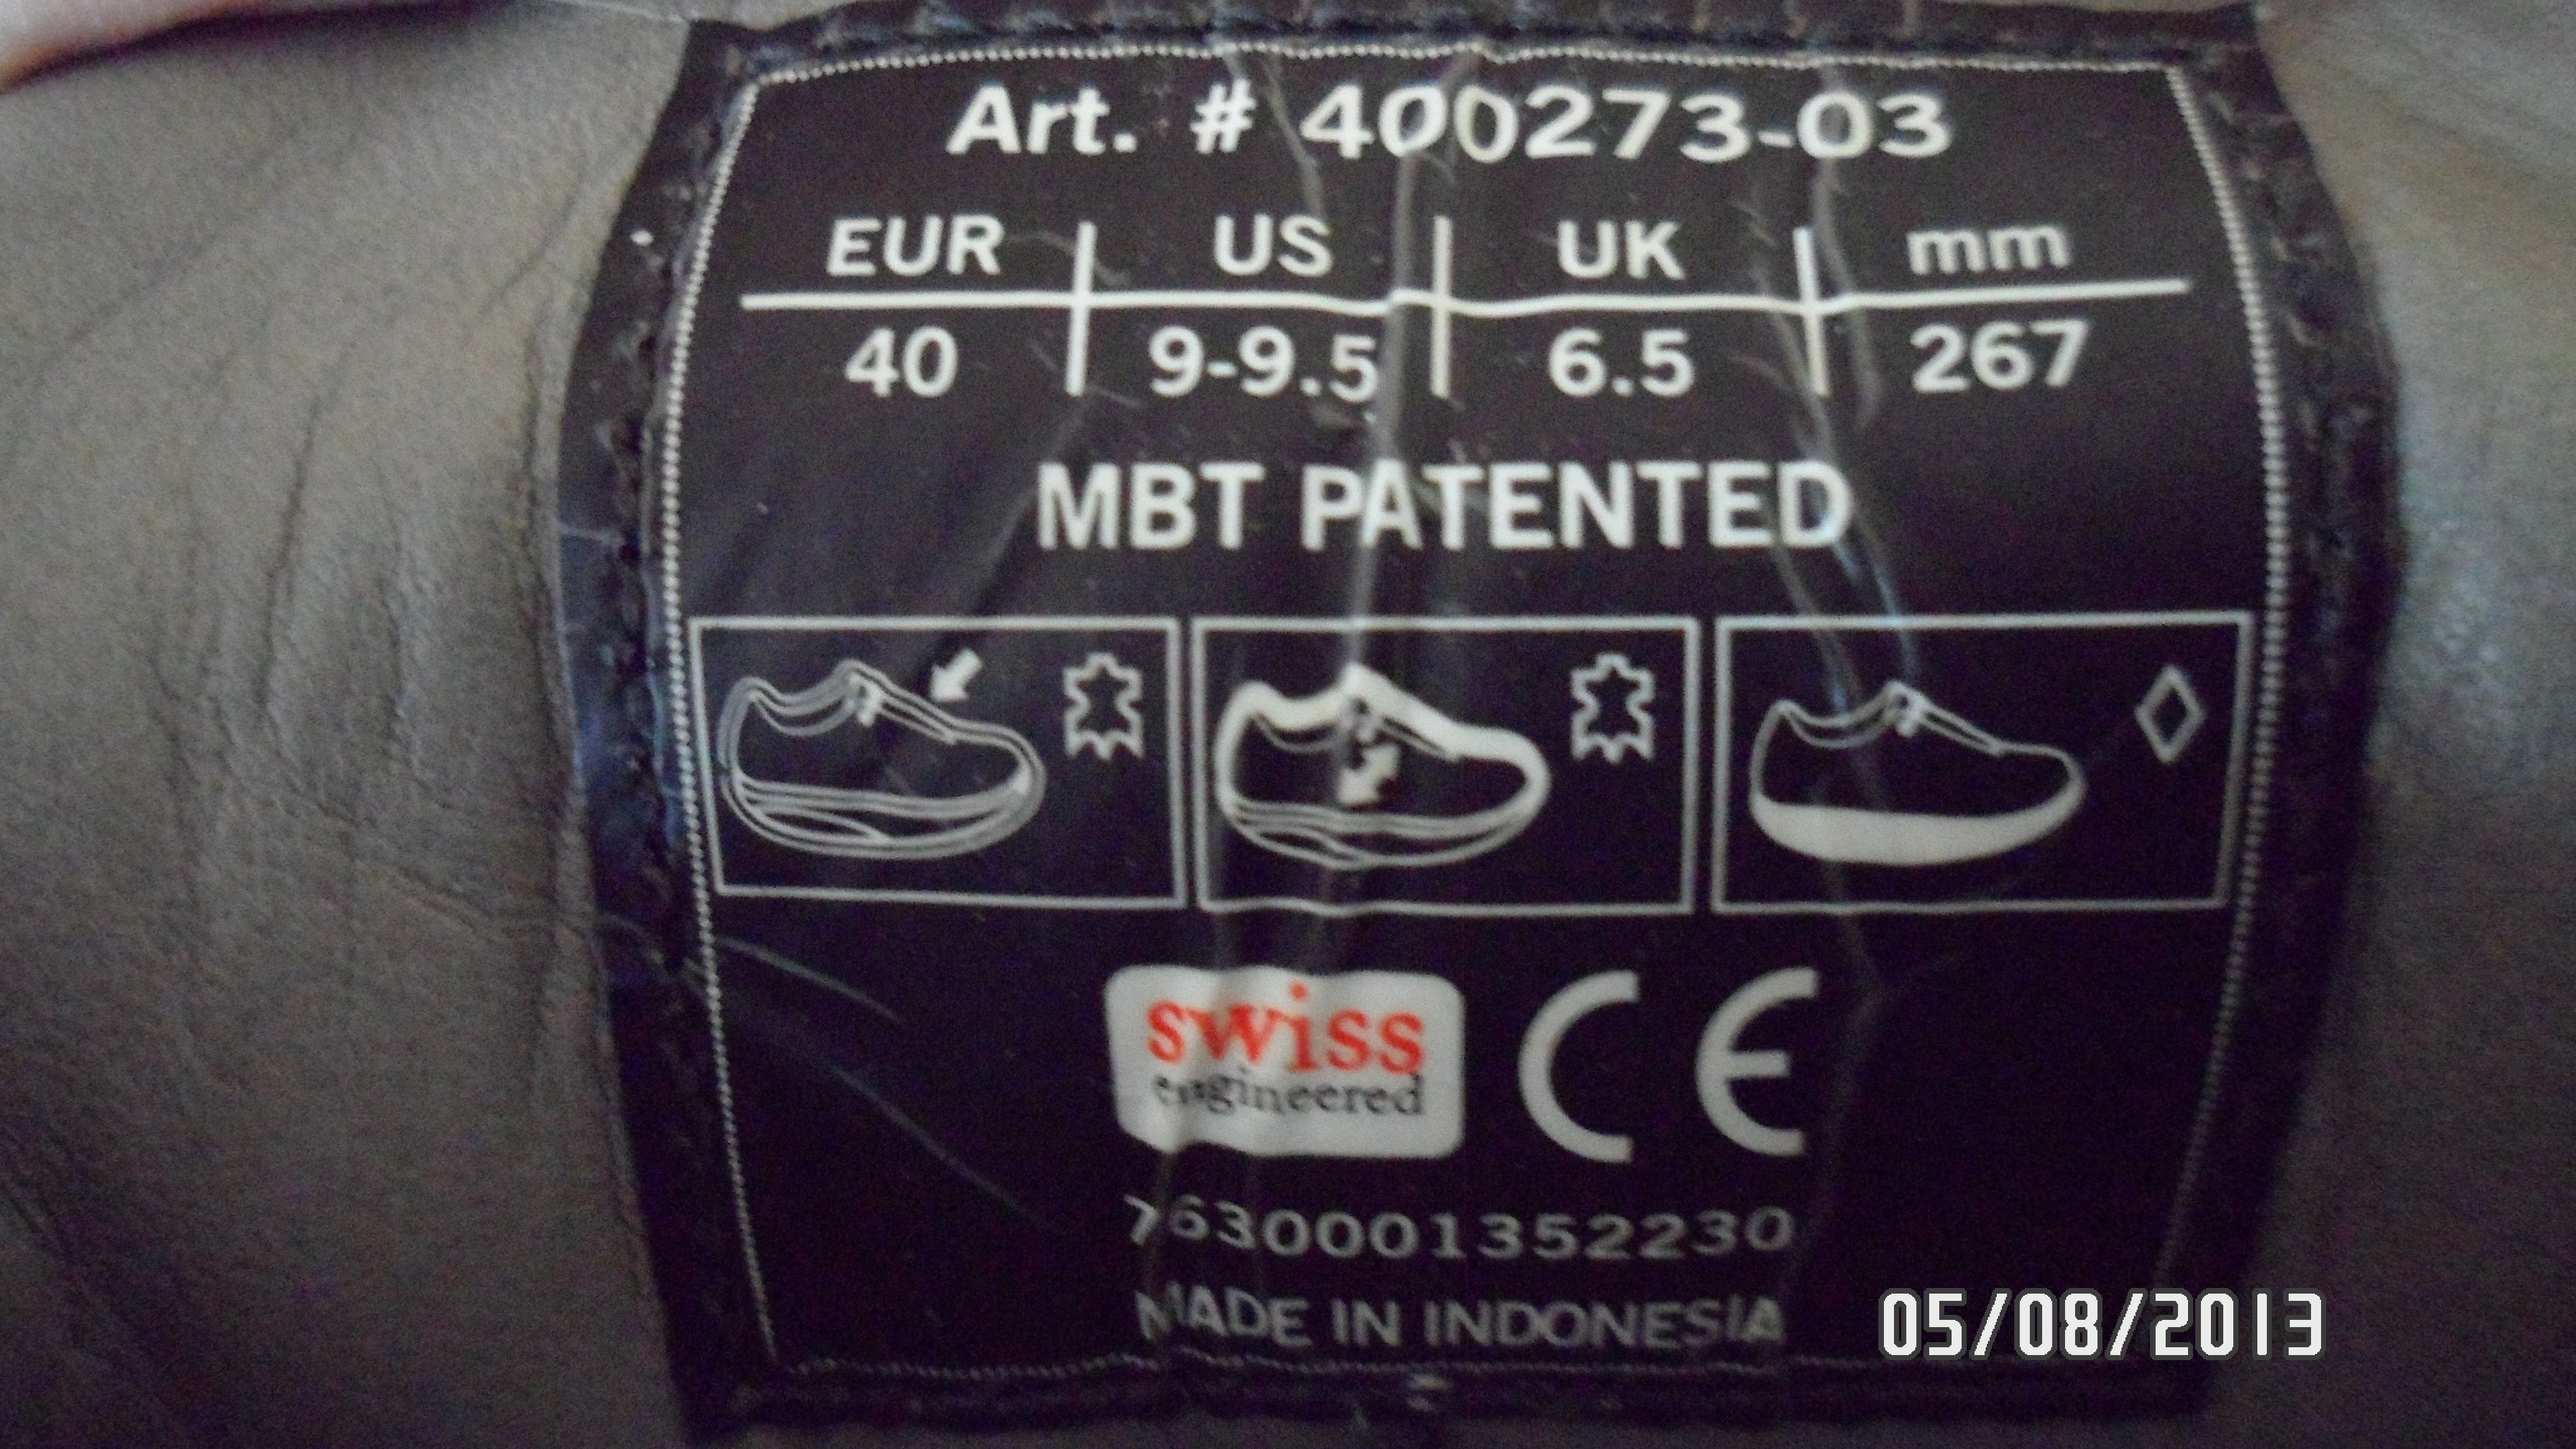 Art. # 400273-03
EUR US UK mm
40 9-9.5 6.5 267
MBT PATENTED
swiss
engineered
CE
7630001352230
MADE IN INDONESIA
05/08/2013